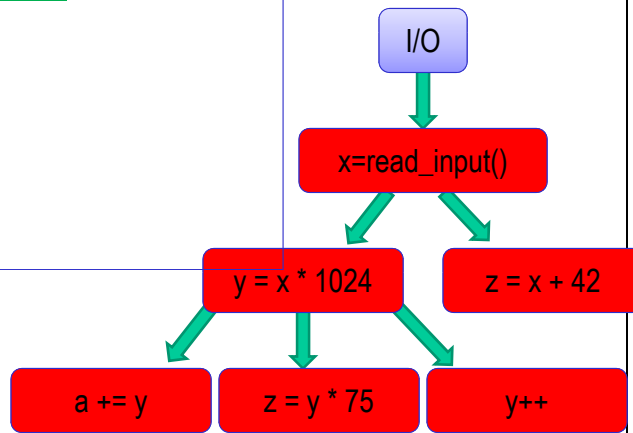 I/O
x=read_input()
y = x * 1024
z = x + 42
a += y
z = y * 75
y++